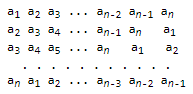 a₁ a₂ a₃ ... aₙ₋₂ aₙ₋₁ aₙ
a₂ a₃ a₄ ... aₙ₋₁ aₙ a₁
a₃ a₄ a₅ ... aₙ a₁ a₂
. . . . . . . . . . .
aₙ a₁ a₂ ... aₙ₋₃ aₙ₋₂ aₙ₋₁